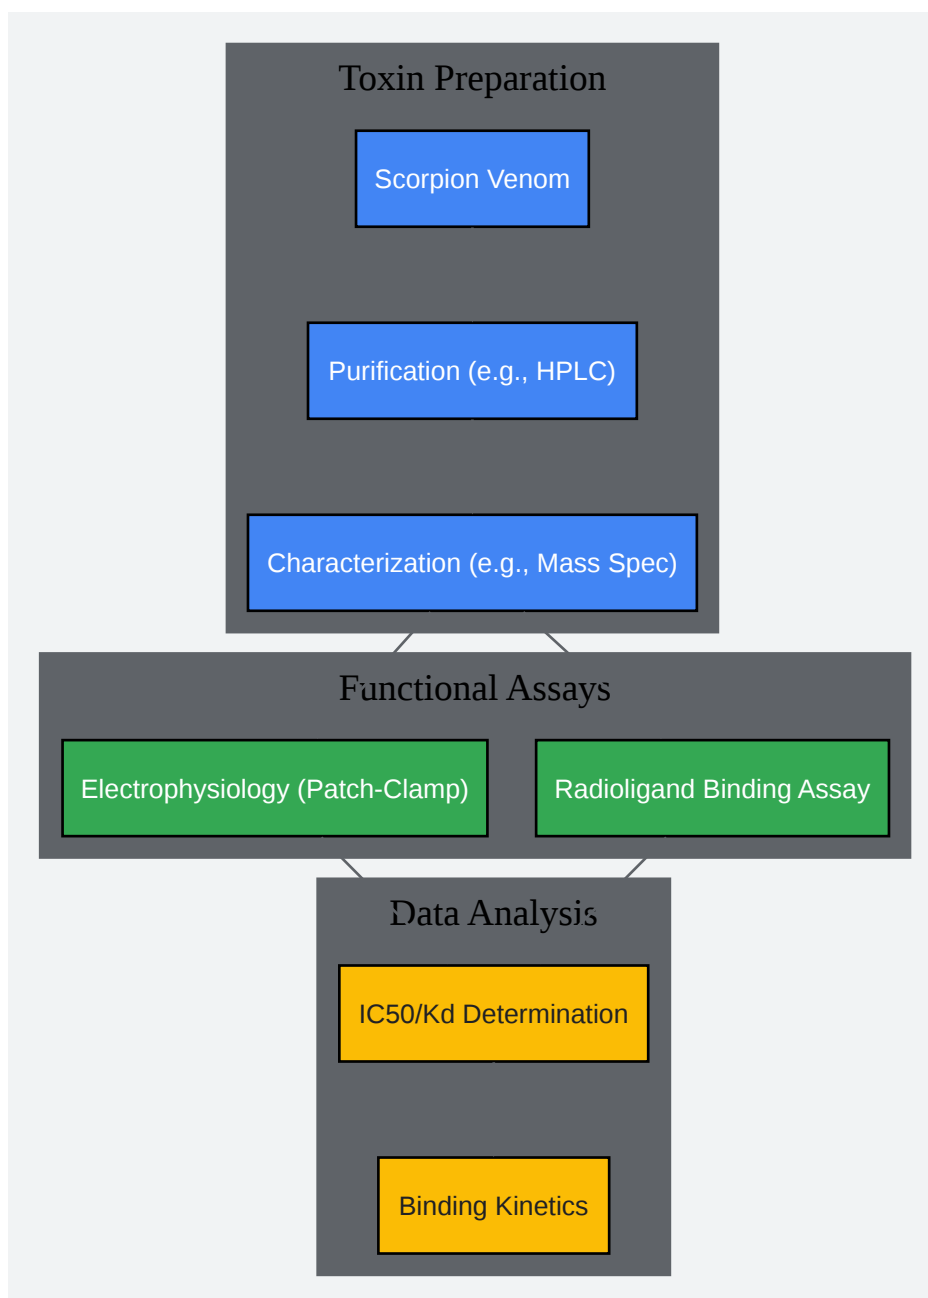 Toxin Preparation
Scorpion Venom
Purification (e.g., HPLC)
Characterization (e.g., Mass Spec)
Functional Assays
Electrophysiology (Patch-Clamp)
Radioligand Binding Assay
Data Analysis
IC50/Kd Determination
Binding Kinetics